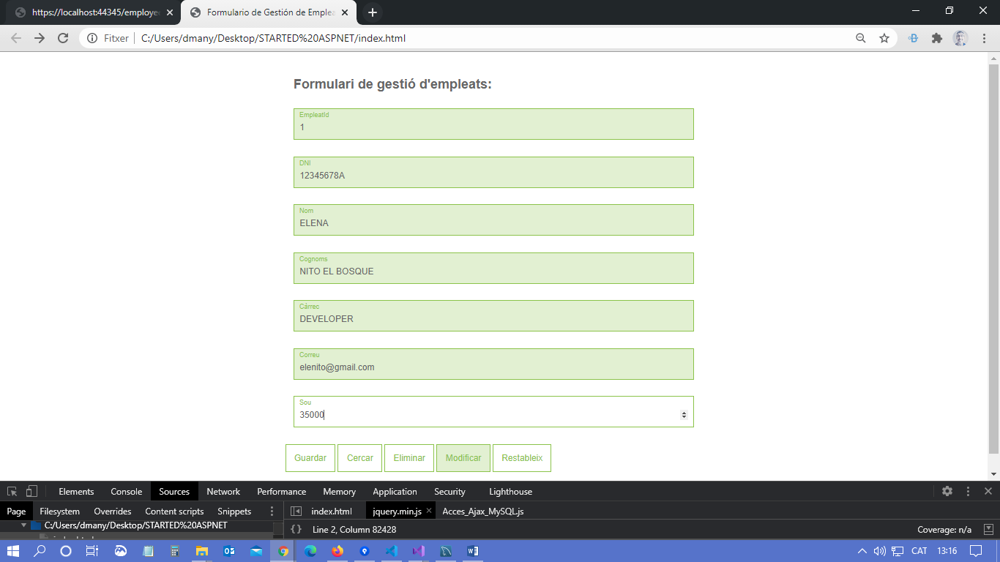 https://localhost:44345/employe
Formulario de Gestión de Emplea
Fitxer
C:/Users/dmany/Desktop/STARTED%20ASPNET/index.html
Formulari de gestió d'empleats:
EmpleatId
1
DNI
12345678A
Nom
ELENA
Cognoms
NITO EL BOSQUE
Càrrec
DEVELOPER
Correu
elenito@gmail.com
Sou
35000
Guardar Cercar Eliminar Modificar Restableix
Elements Console Sources Network Performance Memory Application Security Lighthouse
Page Filesystem Overrides Content scripts Snippets index.html jquery.min.js Acces_Ajax_MySQL.js
C:/Users/dmany/Desktop/STARTED%20ASPNET
{} Line 2, Column 82428 Coverage: n/a
CAT 13:16